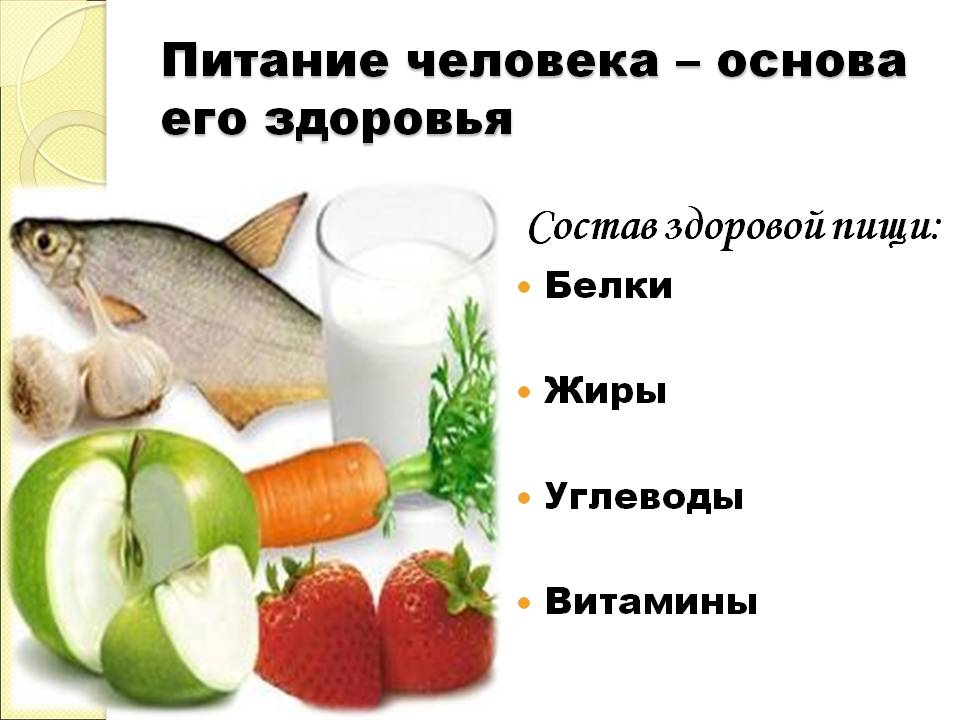 Питание человека – основа
его здоровья
Состав здоровой пищи:
• Белки
• Жиры
• Углеводы
• Витамины